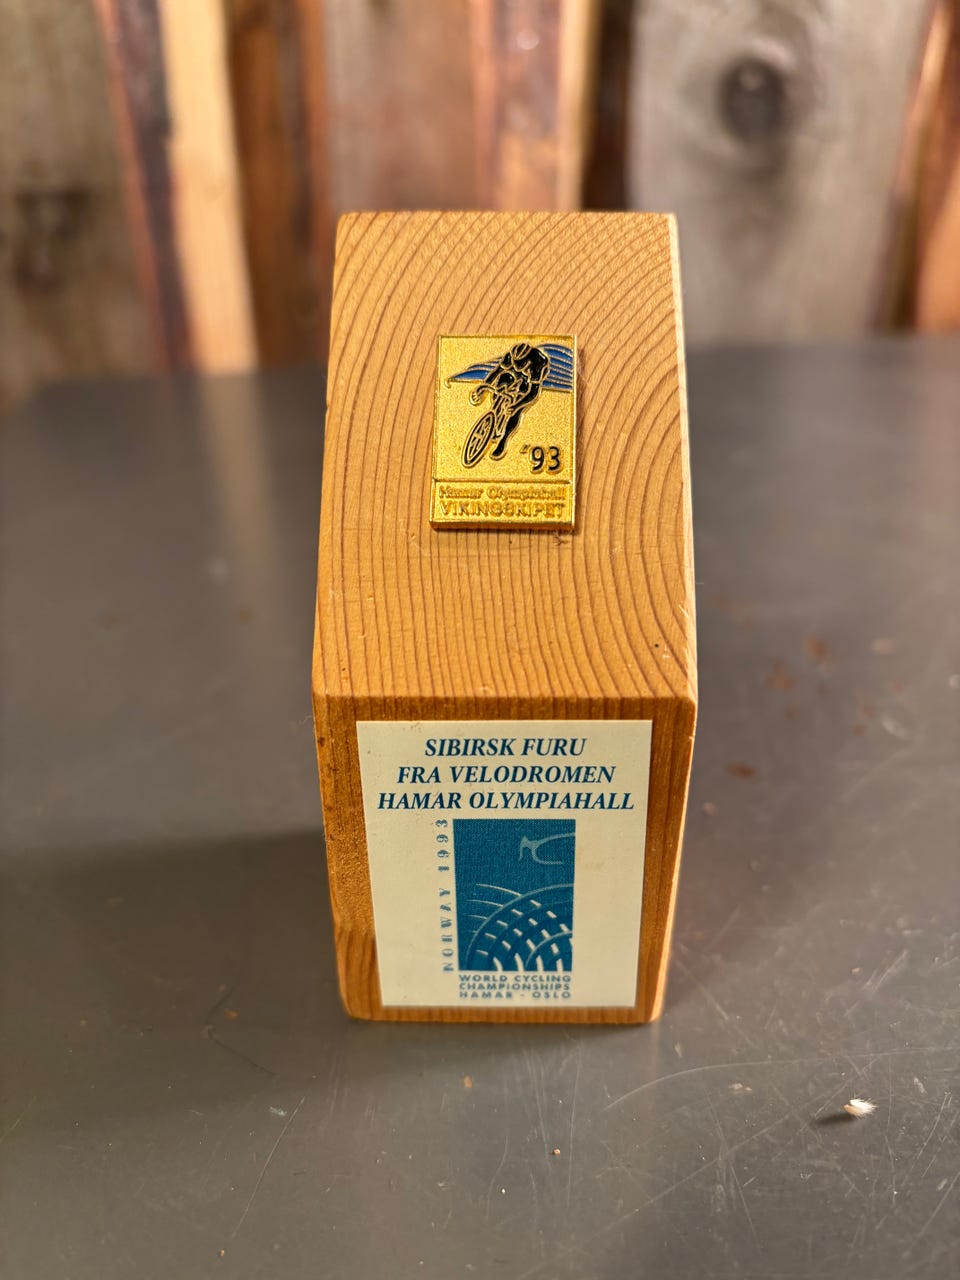 '93
Hamar Olympiahall
VIKINGSKIPET
SIBIRSK FURU
FRA VELODROMEN
HAMAR OLYMPIAHALL
NORWAY 1993
WORLD CYCLING
CHAMPIONSHIPS
HAMAR - OSLO